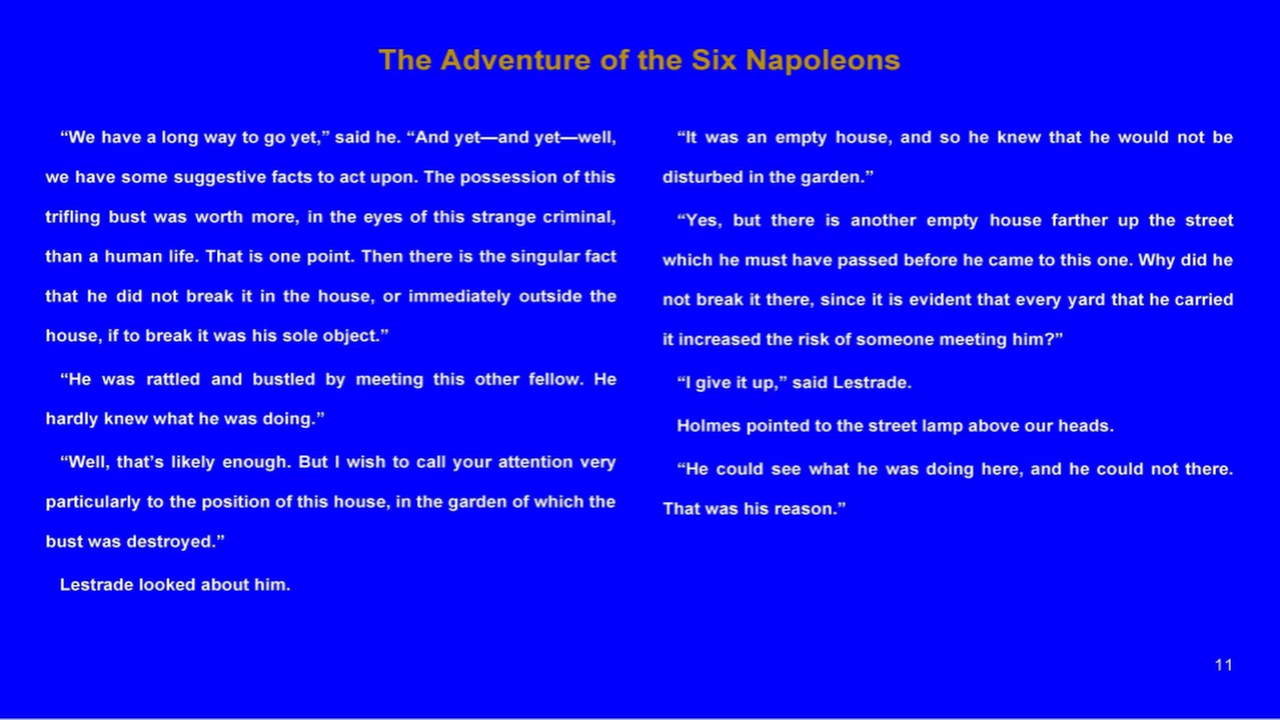 The Adventure of the Six Napoleons
“We have a long way to go yet,” said he. “And yet—and yet—well,
we have some suggestive facts to act upon. The possession of this
trifling bust was worth more, in the eyes of this strange criminal,
than a human life. That is one point. Then there is the singular fact
that he did not break it in the house, or immediately outside the
house, if to break it was his sole object.”
“He was rattled and bustled by meeting this other fellow. He
hardly knew what he was doing.”
“Well, that’s likely enough. But I wish to call your attention very
particularly to the position of this house, in the garden of which the
bust was destroyed.”
Lestrade looked about him.
“It was an empty house, and so he knew that he would not be
disturbed in the garden.”
“Yes, but there is another empty house farther up the street
which he must have passed before he came to this one. Why did he
not break it there, since it is evident that every yard that he carried
it increased the risk of someone meeting him?”
“I give it up,” said Lestrade.
Holmes pointed to the street lamp above our heads.
“He could see what he was doing here, and he could not there.
That was his reason.”
11